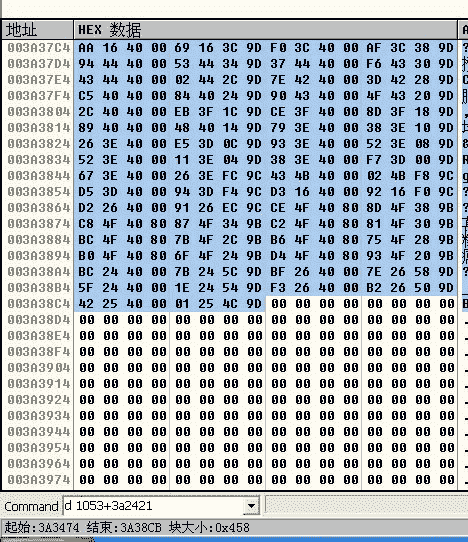 地址 HEX 数据
003A37C4 AA 16 40 00 69 16 3C 9D F0 3C 40 00 AF 3C 38 9D
003A37D4 94 44 40 00 53 44 34 9D 37 44 40 00 F6 43 30 9D
003A37E4 43 44 40 00 02 44 2C 9D 7E 42 40 00 3D 42 28 9D
003A37F4 C5 40 40 00 84 40 24 9D 90 43 40 00 4F 43 20 9D
003A3804 2C 40 40 00 EB 3F 1C 9D CE 3F 40 00 8D 3F 18 9D
003A3814 89 40 40 00 48 40 14 9D 79 3E 40 00 38 3E 10 9D
003A3824 26 3E 40 00 E5 3D 0C 9D 93 3E 40 00 52 3E 08 9D
003A3834 52 3E 40 00 11 3E 04 9D 38 3E 40 00 F7 3D 00 9D
003A3844 67 3E 40 00 26 3E FC 9C 43 4B 40 00 02 4B F8 9C
003A3854 D5 3D 40 00 94 3D F4 9C D3 16 40 00 92 16 F0 9C
003A3864 D2 26 40 00 91 26 EC 9C CE 4F 40 80 8D 4F 38 9B
003A3874 C8 4F 40 80 87 4F 34 9B C2 4F 40 80 81 4F 30 9B
003A3884 BC 4F 40 80 7B 4F 2C 9B B6 4F 40 80 75 4F 28 9B
003A3894 B0 4F 40 80 6F 4F 24 9B D4 4F 40 80 93 4F 20 9B
003A38A4 BC 24 40 00 7B 24 5C 9D BF 26 40 00 7E 26 58 9D
003A38B4 5F 24 40 00 1E 24 54 9D F3 26 40 00 B2 26 50 9D
003A38C4 42 25 40 00 01 25 4C 9D 00 00 00 00 00 00 00 00
003A38D4 00 00 00 00 00 00 00 00 00 00 00 00 00 00 00 00
003A38E4 00 00 00 00 00 00 00 00 00 00 00 00 00 00 00 00
003A38F4 00 00 00 00 00 00 00 00 00 00 00 00 00 00 00 00
003A3904 00 00 00 00 00 00 00 00 00 00 00 00 00 00 00 00
003A3914 00 00 00 00 00 00 00 00 00 00 00 00 00 00 00 00
003A3924 00 00 00 00 00 00 00 00 00 00 00 00 00 00 00 00
003A3934 00 00 00 00 00 00 00 00 00 00 00 00 00 00 00 00
003A3944 00 00 00 00 00 00 00 00 00 00 00 00 00 00 00 00
003A3954 00 00 00 00 00 00 00 00 00 00 00 00 00 00 00 00
003A3964 00 00 00 00 00 00 00 00 00 00 00 00 00 00 00 00
003A3974 00 00 00 00 00 00 00 00 00 00 00 00 00 00 00 00
Command d 1053+3a2421
起始:3A3474 结束:3A38CB 块大小:0x458